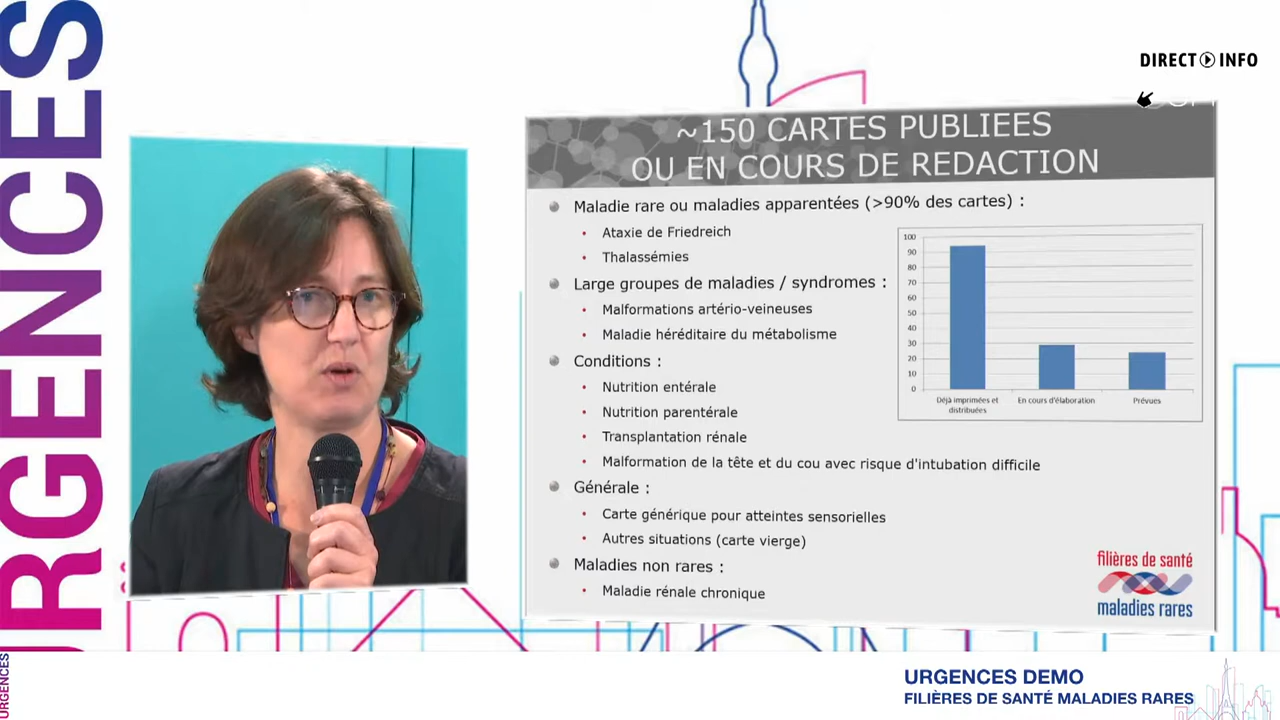 URGENCES
DIRECT INFO
~150 CARTES PUBLIEES
OU EN COURS DE REDACTION
Maladie rare ou maladies apparentées (>90% des cartes) :
Ataxie de Friedreich
Thalassémies
Large groupes de maladies / syndromes :
Malformations artério-veineuses
Maladie héréditaire du métabolisme
Conditions :
Nutrition entérale
Nutrition parentérale
Transplantation rénale
Malformation de la tête et du cou avec risque d'intubation difficile
Générale :
Carte générique pour atteintes sensorielles
Autres situations (carte vierge)
Maladies non rares :
Maladie rénale chronique
100
90
80
70
60
50
40
30
20
10
0
Déjà imprimées et
distribuées
En cours d'élaboration
Prévues
filières de santé
maladies rares
URGENCES
URGENCES DEMO
FILIÈRES DE SANTÉ MALADIES RARES